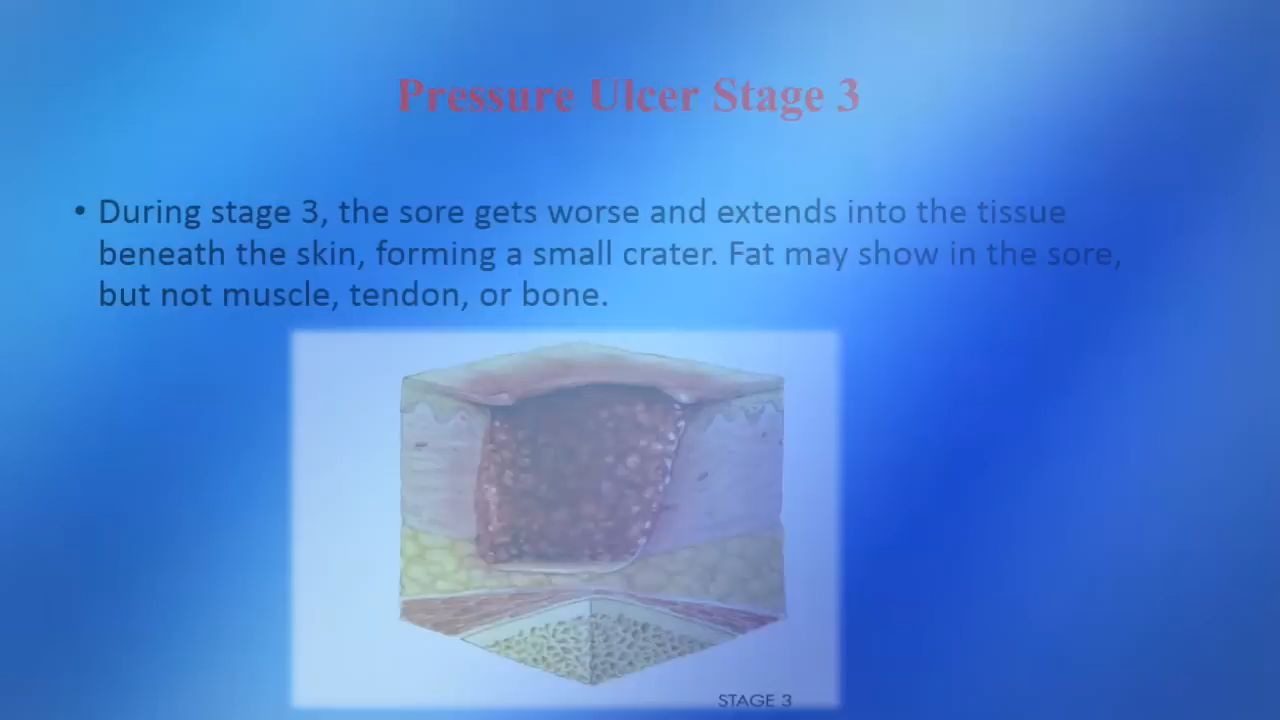 Pressure Ulcer Stage 3
• During stage 3, the sore gets worse and extends into the tissue
beneath the skin, forming a small crater. Fat may show in the sore,
but not muscle, tendon, or bone.
STAGE 3